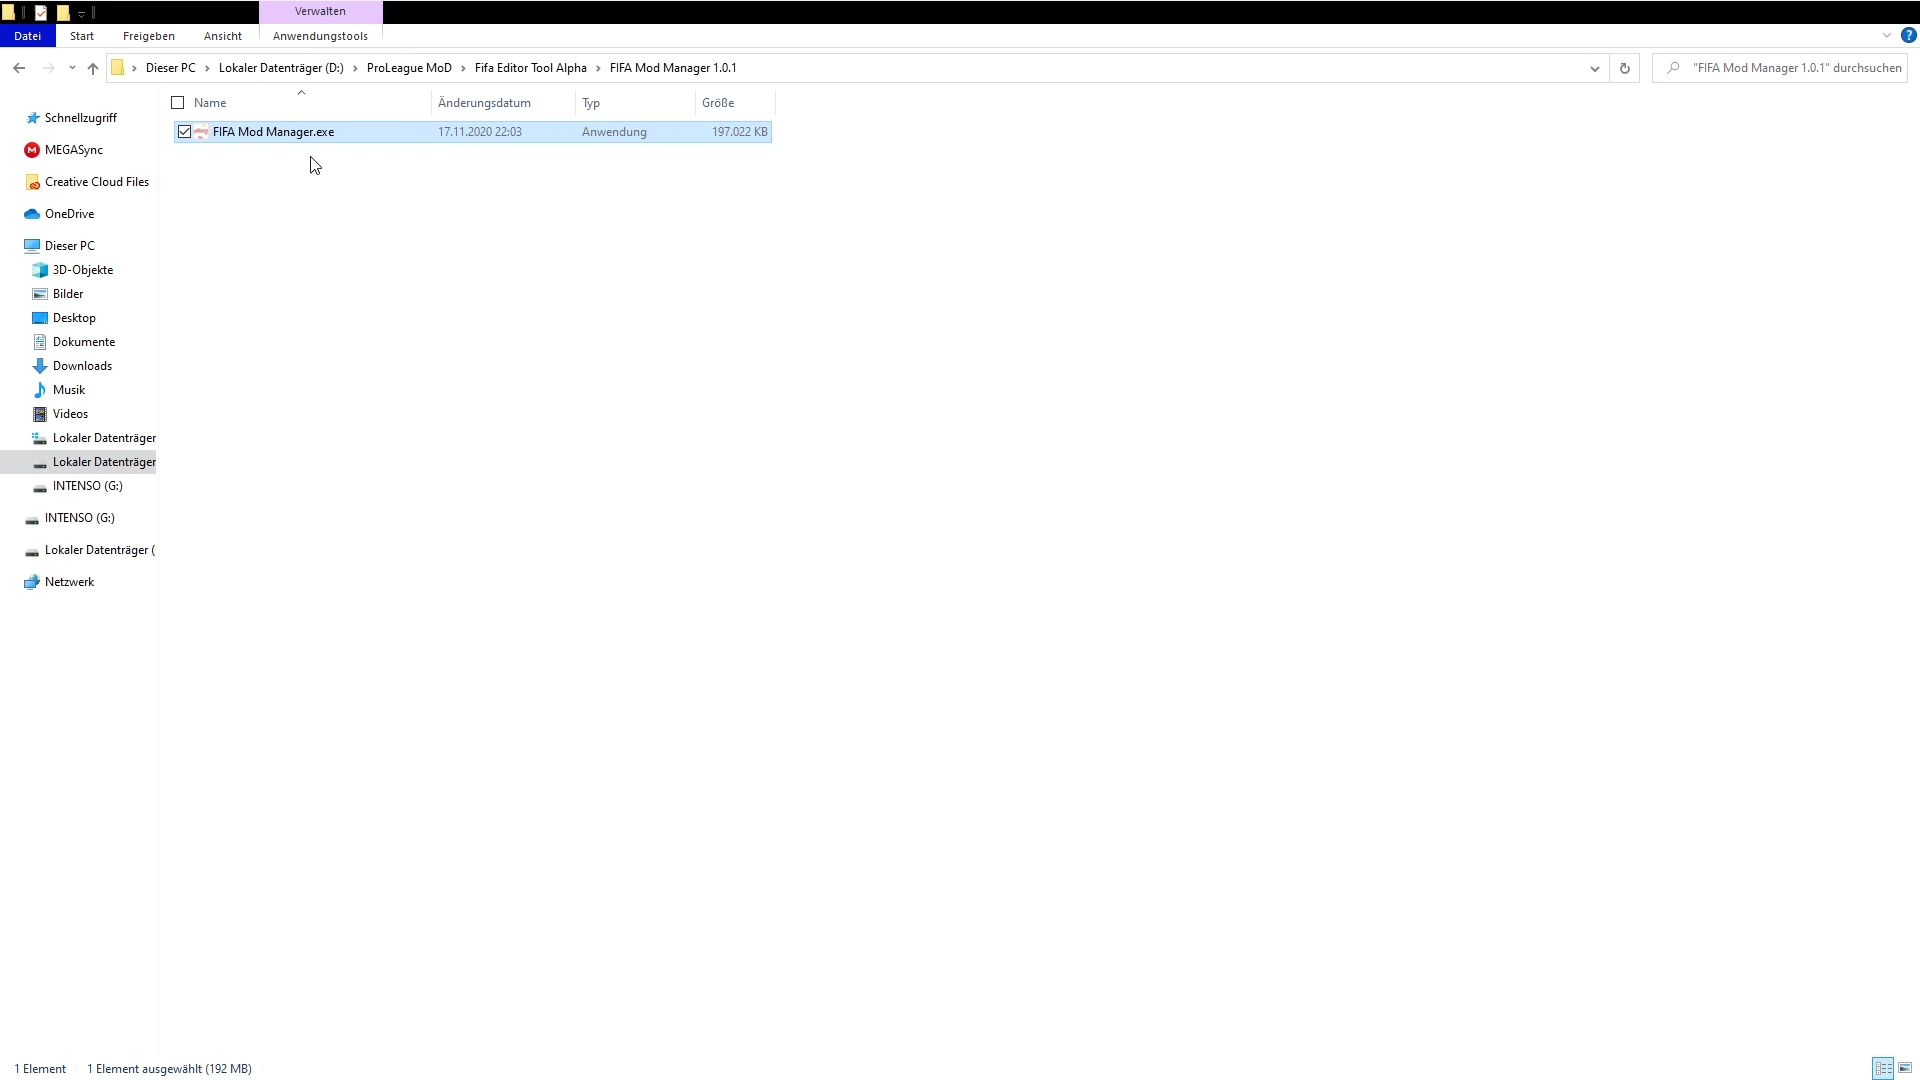 Verwalten
Datei Start Freigeben Ansicht Anwendungstools
Dieser PC Lokaler Datenträger (D:) ProLeague MoD Fifa Editor Tool Alpha FIFA Mod Manager 1.0.1 "FIFA Mod Manager 1.0.1" durchsuchen
Name Änderungsdatum Typ Größe
FIFA Mod Manager.exe 17.11.2020 22:03 Anwendung 197.022 KB
Schnellzugriff
MEGASync
Creative Cloud Files
OneDrive
Dieser PC
3D-Objekte
Bilder
Desktop
Dokumente
Downloads
Musik
Videos
Lokaler Datenträger
Lokaler Datenträger
INTENSO (G:)
INTENSO (G:)
Lokaler Datenträger (
Netzwerk
1 Element 1 Element ausgewählt (192 MB)